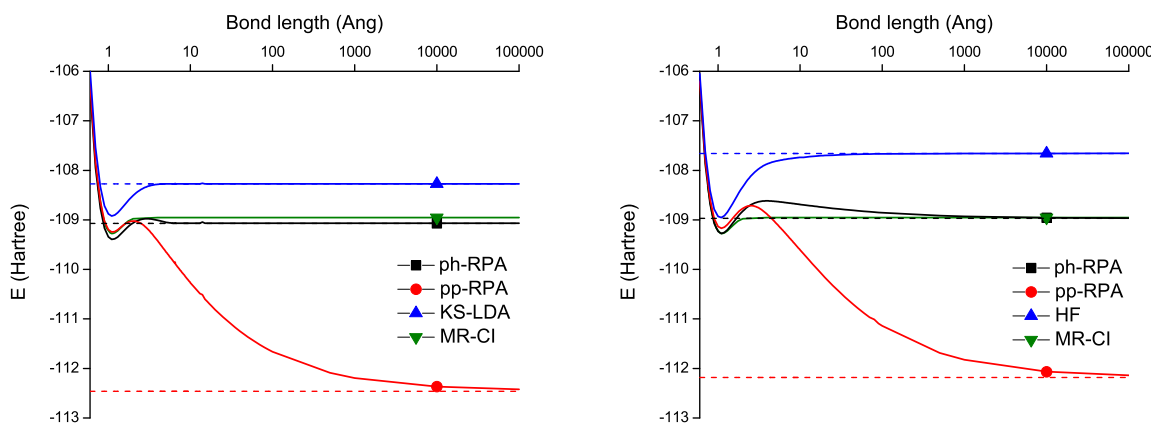 Bond length (Ang)
1 10 100 1000 10000 100000
-106
-107
-108
-109
-110
-111
-112
-113
E (Hartree)
ph-RPA
pp-RPA
KS-LDA
MR-CI
Bond length (Ang)
1 10 100 1000 10000 100000
-106
-107
-108
-109
-110
-111
-112
-113
E (Hartree)
ph-RPA
pp-RPA
HF
MR-CI